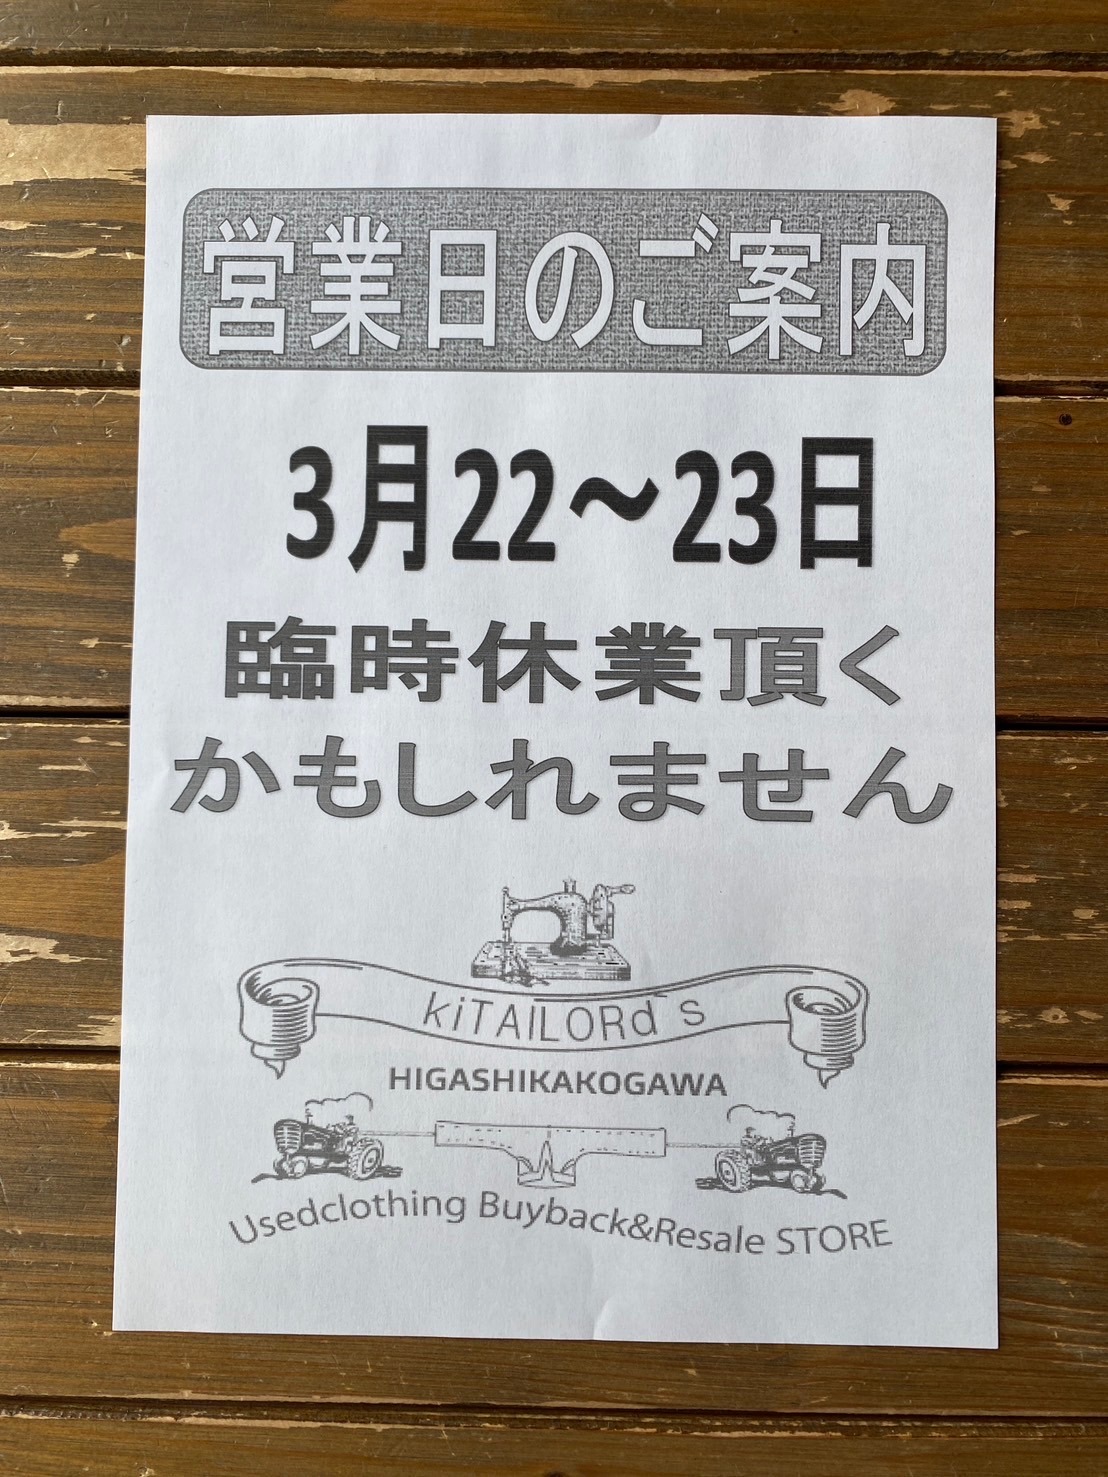 営業日のご案内
3月22〜23日
臨時休業頂く
かもしれません
kiTAILORd`s
HIGASHIKAKOGAWA
Usedclothing Buyback&Resale STORE